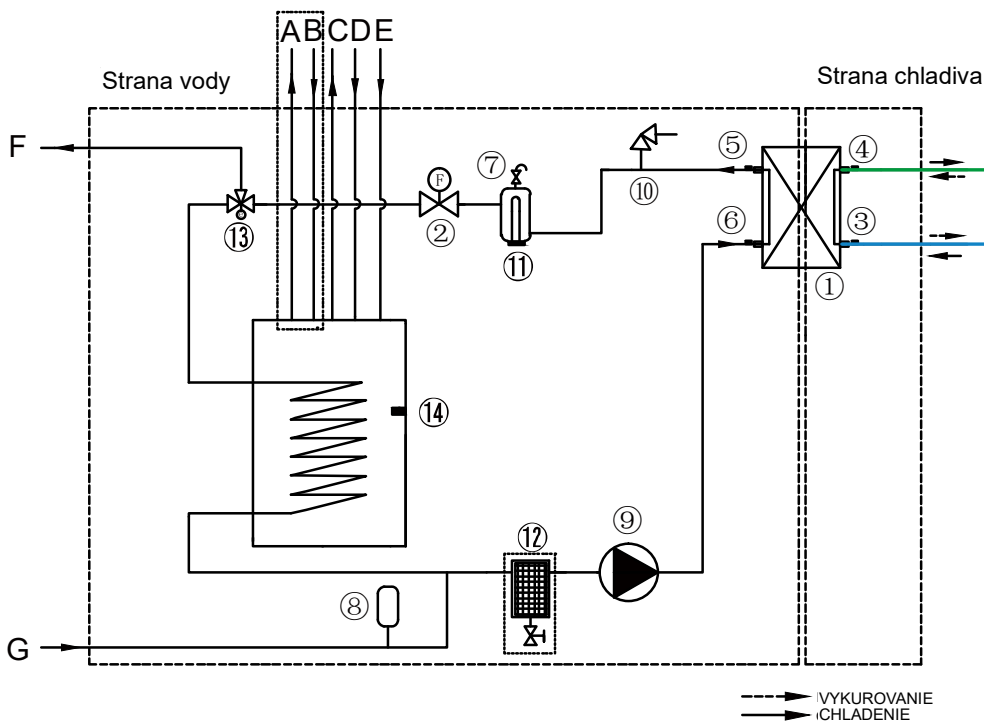 A B C D E
Strana vody
Strana chladiva
F
⑦
⑤
④
⑩
F
⑥
③
⑬
②
⑪
①
⑭
⑫
⑨
⑧
G
VYKUROVANIE
CHLADENIE